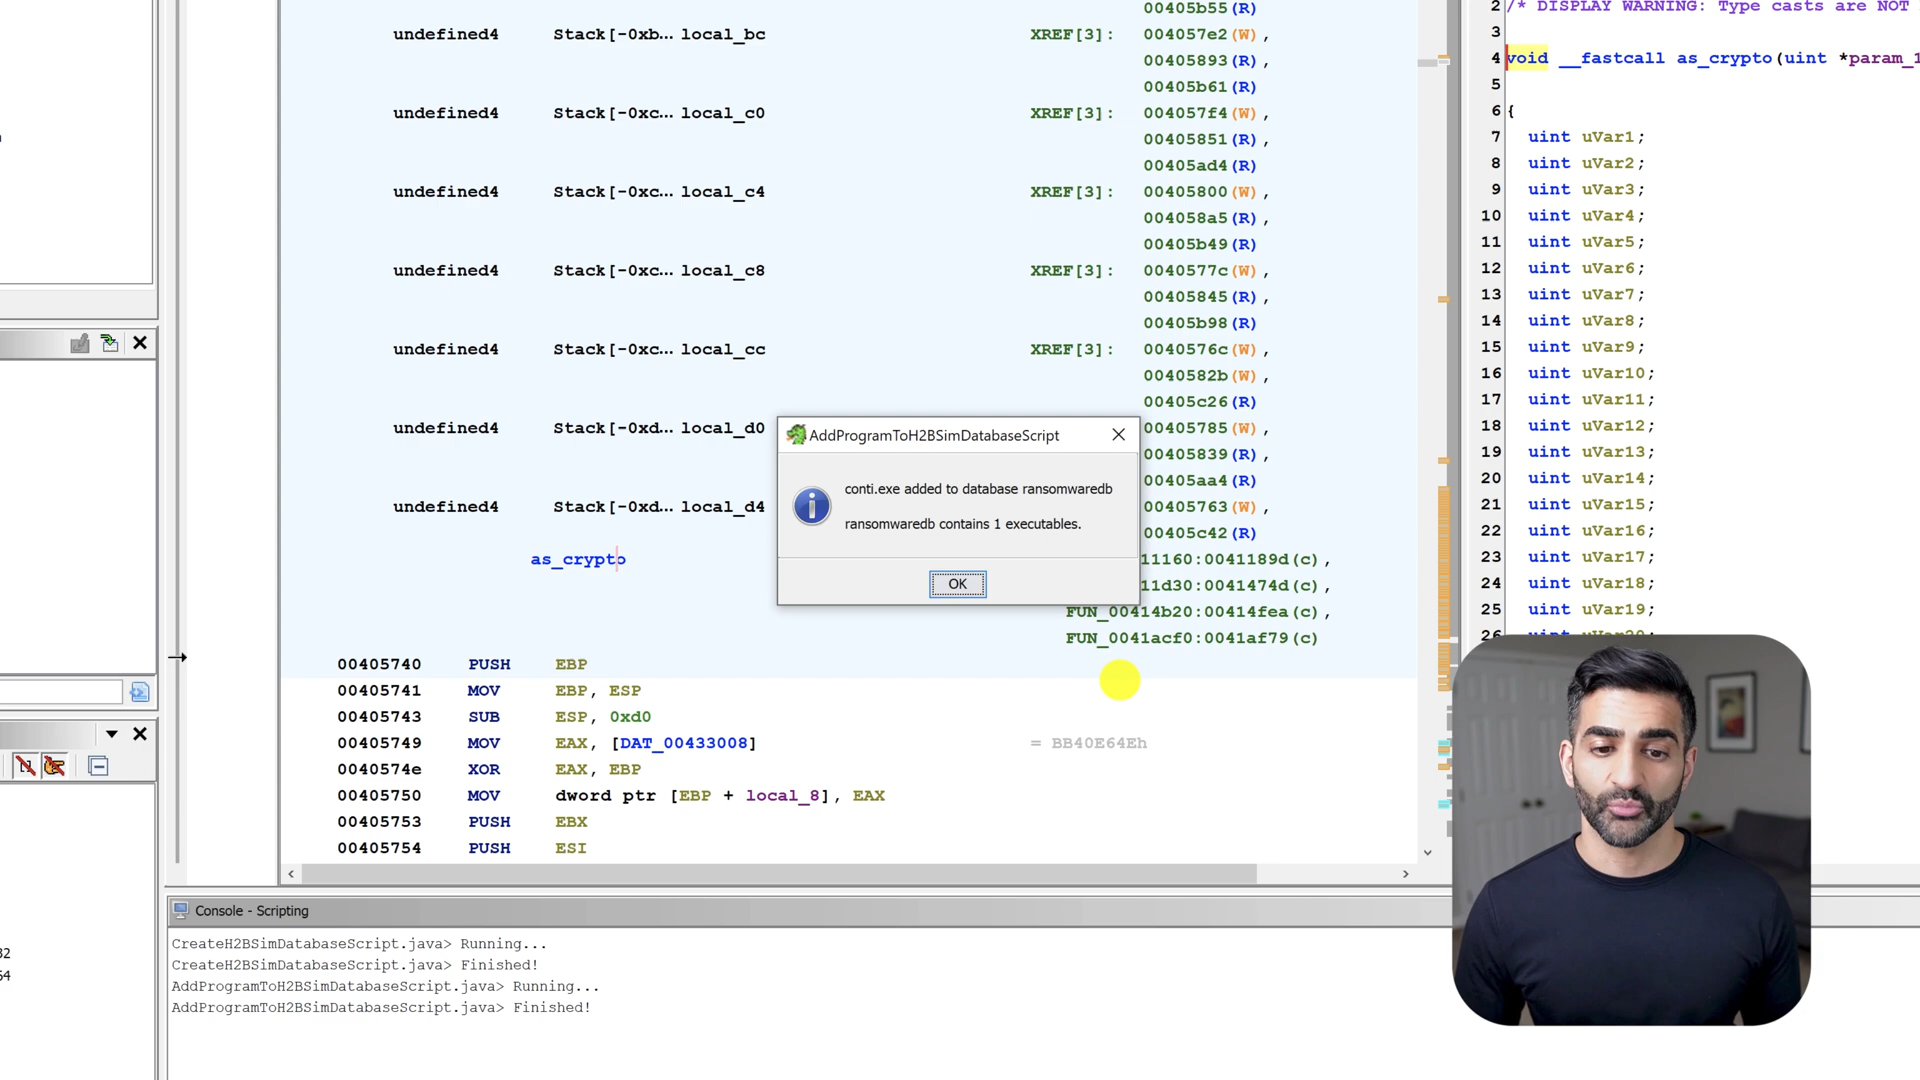 00405b55(R)
undefined4 Stack[-0xb... local_bc XREF[3]: 004057e2(W),
00405893(R),
00405b61(R)
undefined4 Stack[-0xc... local_c0 XREF[3]: 004057f4(W),
00405851(R),
00405ad4(R)
undefined4 Stack[-0xc... local_c4 XREF[3]: 00405800(W),
004058a5(R),
00405b49(R)
undefined4 Stack[-0xc... local_c8 XREF[3]: 0040577c(W),
00405845(R),
00405b98(R)
undefined4 Stack[-0xc... local_cc XREF[3]: 0040576c(W),
0040582b(R),
00405c26(R)
undefined4 Stack[-0xd... local_d0 00405785(W),
00405839(R),
00405aa4(R)
undefined4 Stack[-0xd... local_d4 00405763(W),
00405c42(R)
as_crypto 11160:0041189d(c),
11d30:0041474d(c),
FUN_00414b20:00414fea(c),
FUN_0041acf0:0041af79(c)
00405740 PUSH EBP
00405741 MOV EBP, ESP
00405743 SUB ESP, 0xd0
00405749 MOV EAX, [DAT_00433008] = BB40E64Eh
0040574e XOR EAX, EBP
00405750 MOV dword ptr [EBP + local_8], EAX
00405753 PUSH EBX
00405754 PUSH ESI
AddProgramToH2BSimDatabaseScript
conti.exe added to database ransomwaredb
ransomwaredb contains 1 executables.
OK
2 /* DISPLAY WARNING: Type casts are NOT
3
4 void __fastcall as_crypto(uint *param_1
5
6 {
7 uint uVar1;
8 uint uVar2;
9 uint uVar3;
10 uint uVar4;
11 uint uVar5;
12 uint uVar6;
13 uint uVar7;
14 uint uVar8;
15 uint uVar9;
16 uint uVar10;
17 uint uVar11;
18 uint uVar12;
19 uint uVar13;
20 uint uVar14;
21 uint uVar15;
22 uint uVar16;
23 uint uVar17;
24 uint uVar18;
25 uint uVar19;
26 uint uVar20;
Console - Scripting
CreateH2BSimDatabaseScript.java> Running...
CreateH2BSimDatabaseScript.java> Finished!
AddProgramToH2BSimDatabaseScript.java> Running...
AddProgramToH2BSimDatabaseScript.java> Finished!
32
64